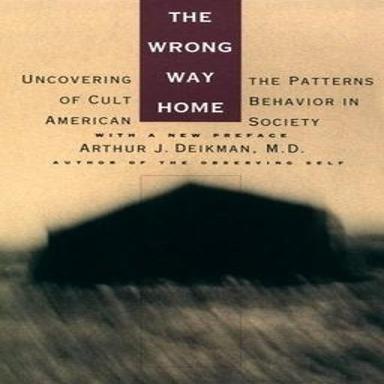 THE
WRONG
WAY
HOME
UNCOVERING THE PATTERNS
OF CULT BEHAVIOR IN
AMERICAN SOCIETY
WITH A NEW PREFACE
ARTHUR J. DEIKMAN, M.D.
AUTHOR OF THE OBSERVING SELF